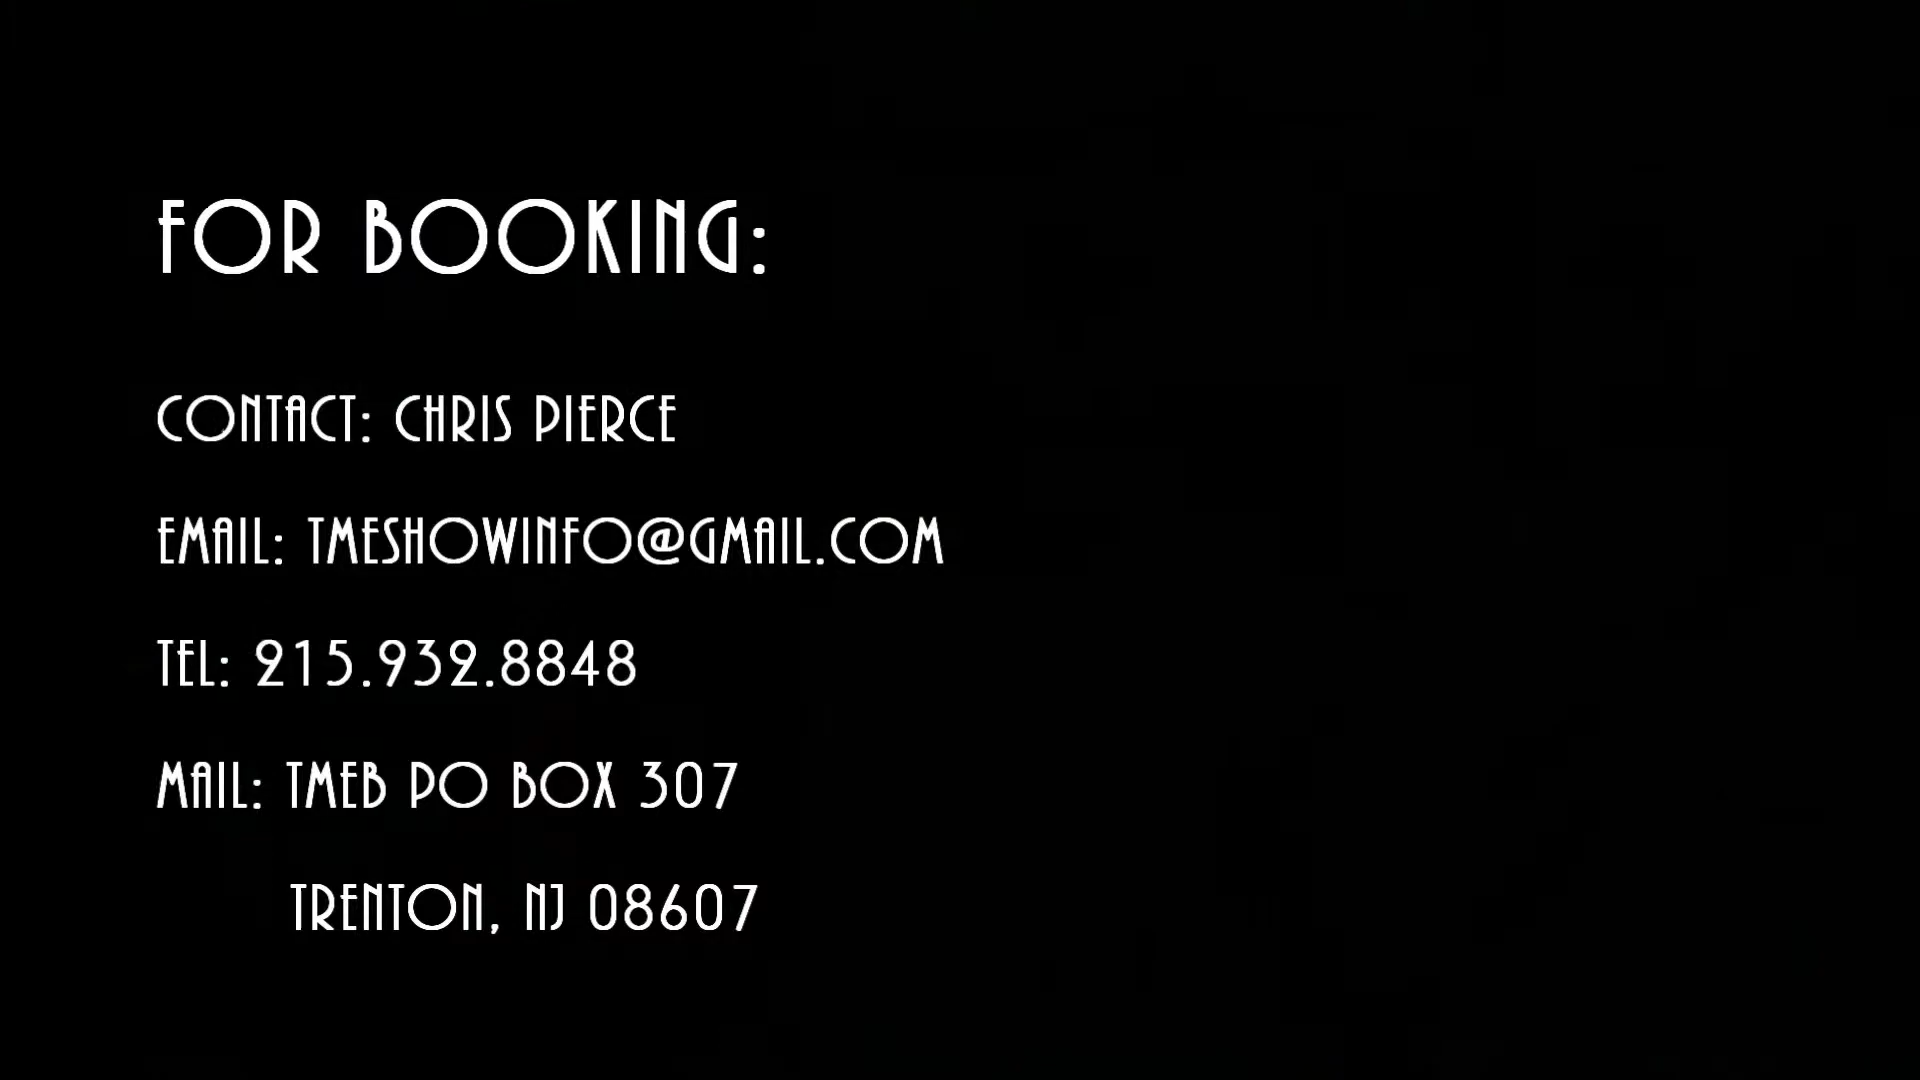 FOR BOOKING:
CONTACT: CHRIS PIERCE
EMAIL: TMESHOWINFO@GMAIL.COM
TEL: 215.932.8848
MAIL: TMEB PO BOX 307
TRENTON, NJ 08607